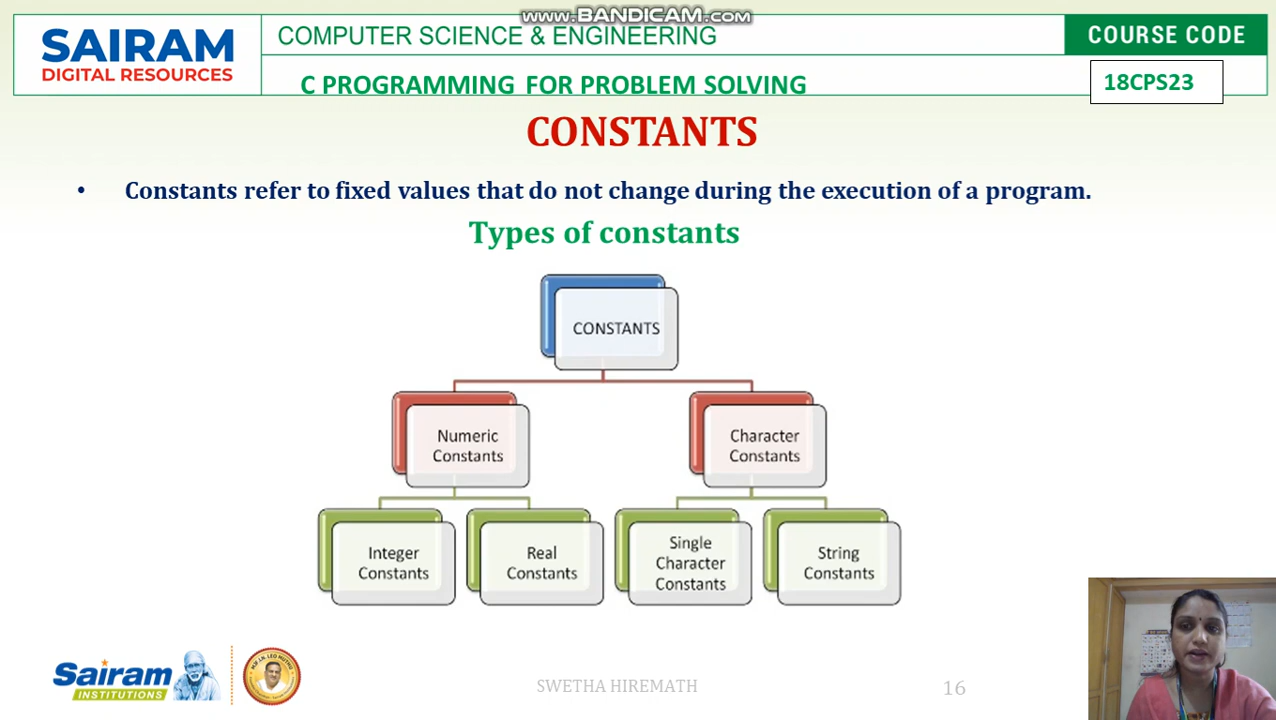 www.BANDICAM.com
SAIRAM
DIGITAL RESOURCES
COMPUTER SCIENCE & ENGINEERING
COURSE CODE
C PROGRAMMING FOR PROBLEM SOLVING
18CPS23
CONSTANTS
• Constants refer to fixed values that do not change during the execution of a program.
Types of constants
CONSTANTS
Numeric
Constants
Character
Constants
Integer
Constants
Real
Constants
Single
Character
Constants
String
Constants
Sairam
INSTITUTIONS
SWETHA HIREMATH
16